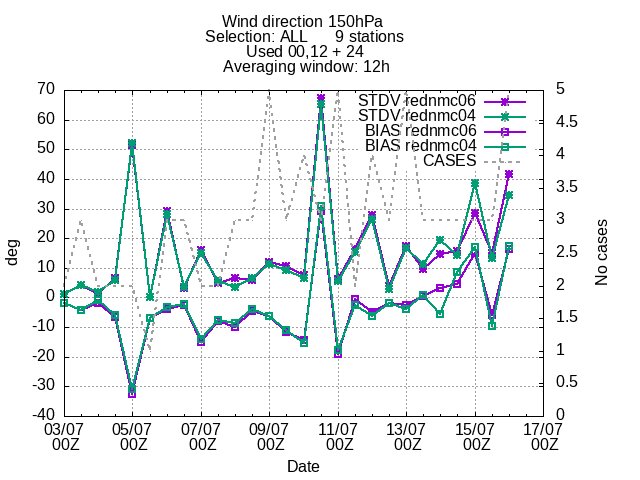 Wind direction 150hPa
Selection: ALL 9 stations
Used 00,12 + 24
Averaging window: 12h
STDV rednmc06
STDV rednmc04
BIAS rednmc06
BIAS rednmc04
CASES
70
60
50
40
30
20
10
0
-10
-20
-30
-40
deg
5
4.5
4
3.5
3
2.5
2
1.5
1
0.5
0
No cases
03/07 05/07 07/07 09/07 11/07 13/07 15/07 17/07
00Z 00Z 00Z 00Z 00Z 00Z 00Z 00Z
Date